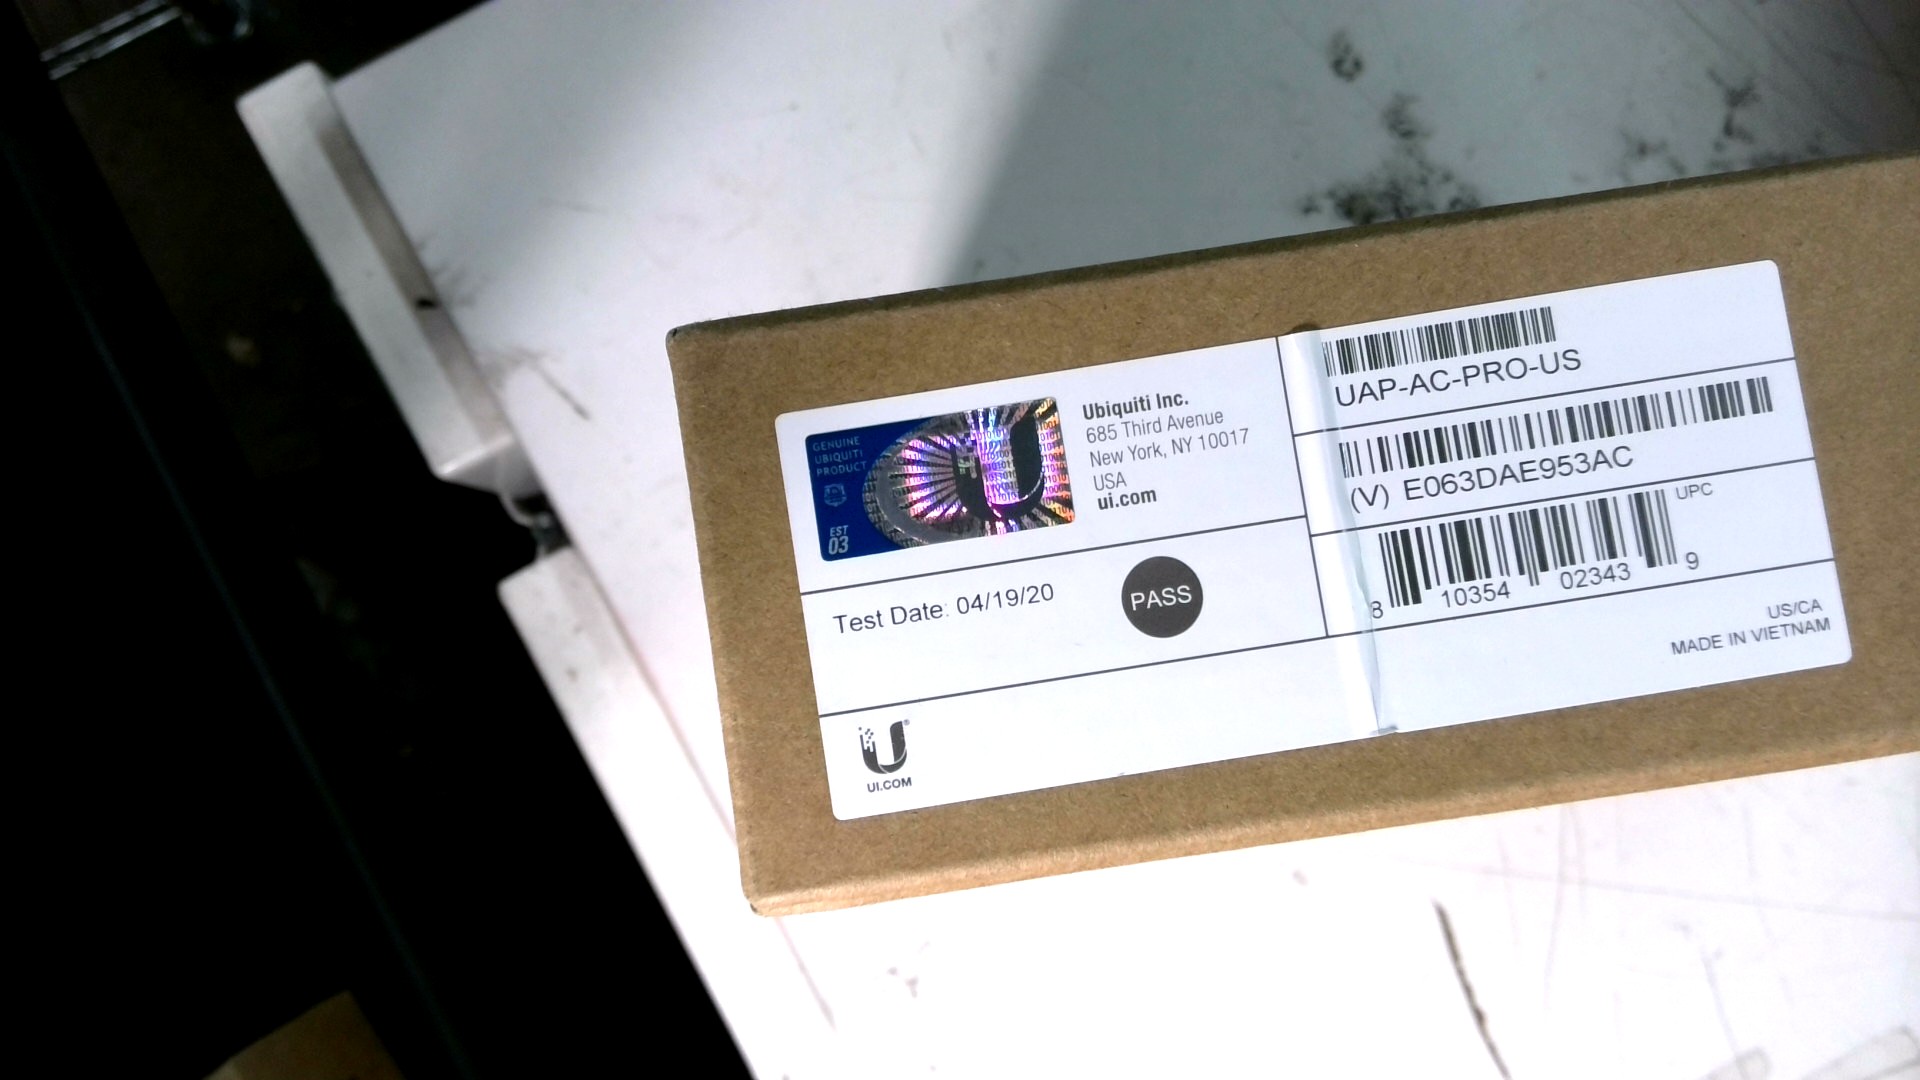 GENUINE
UBIQUITI
PRODUCT
EST
03
Ubiquiti Inc.
685 Third Avenue
New York, NY 10017
USA
ui.com
Test Date: 04/19/20
PASS
UI.COM
UAP-AC-PRO-US
(V) E063DAE953AC
UPC
8 10354 02343 9
US/CA
MADE IN VIETNAM